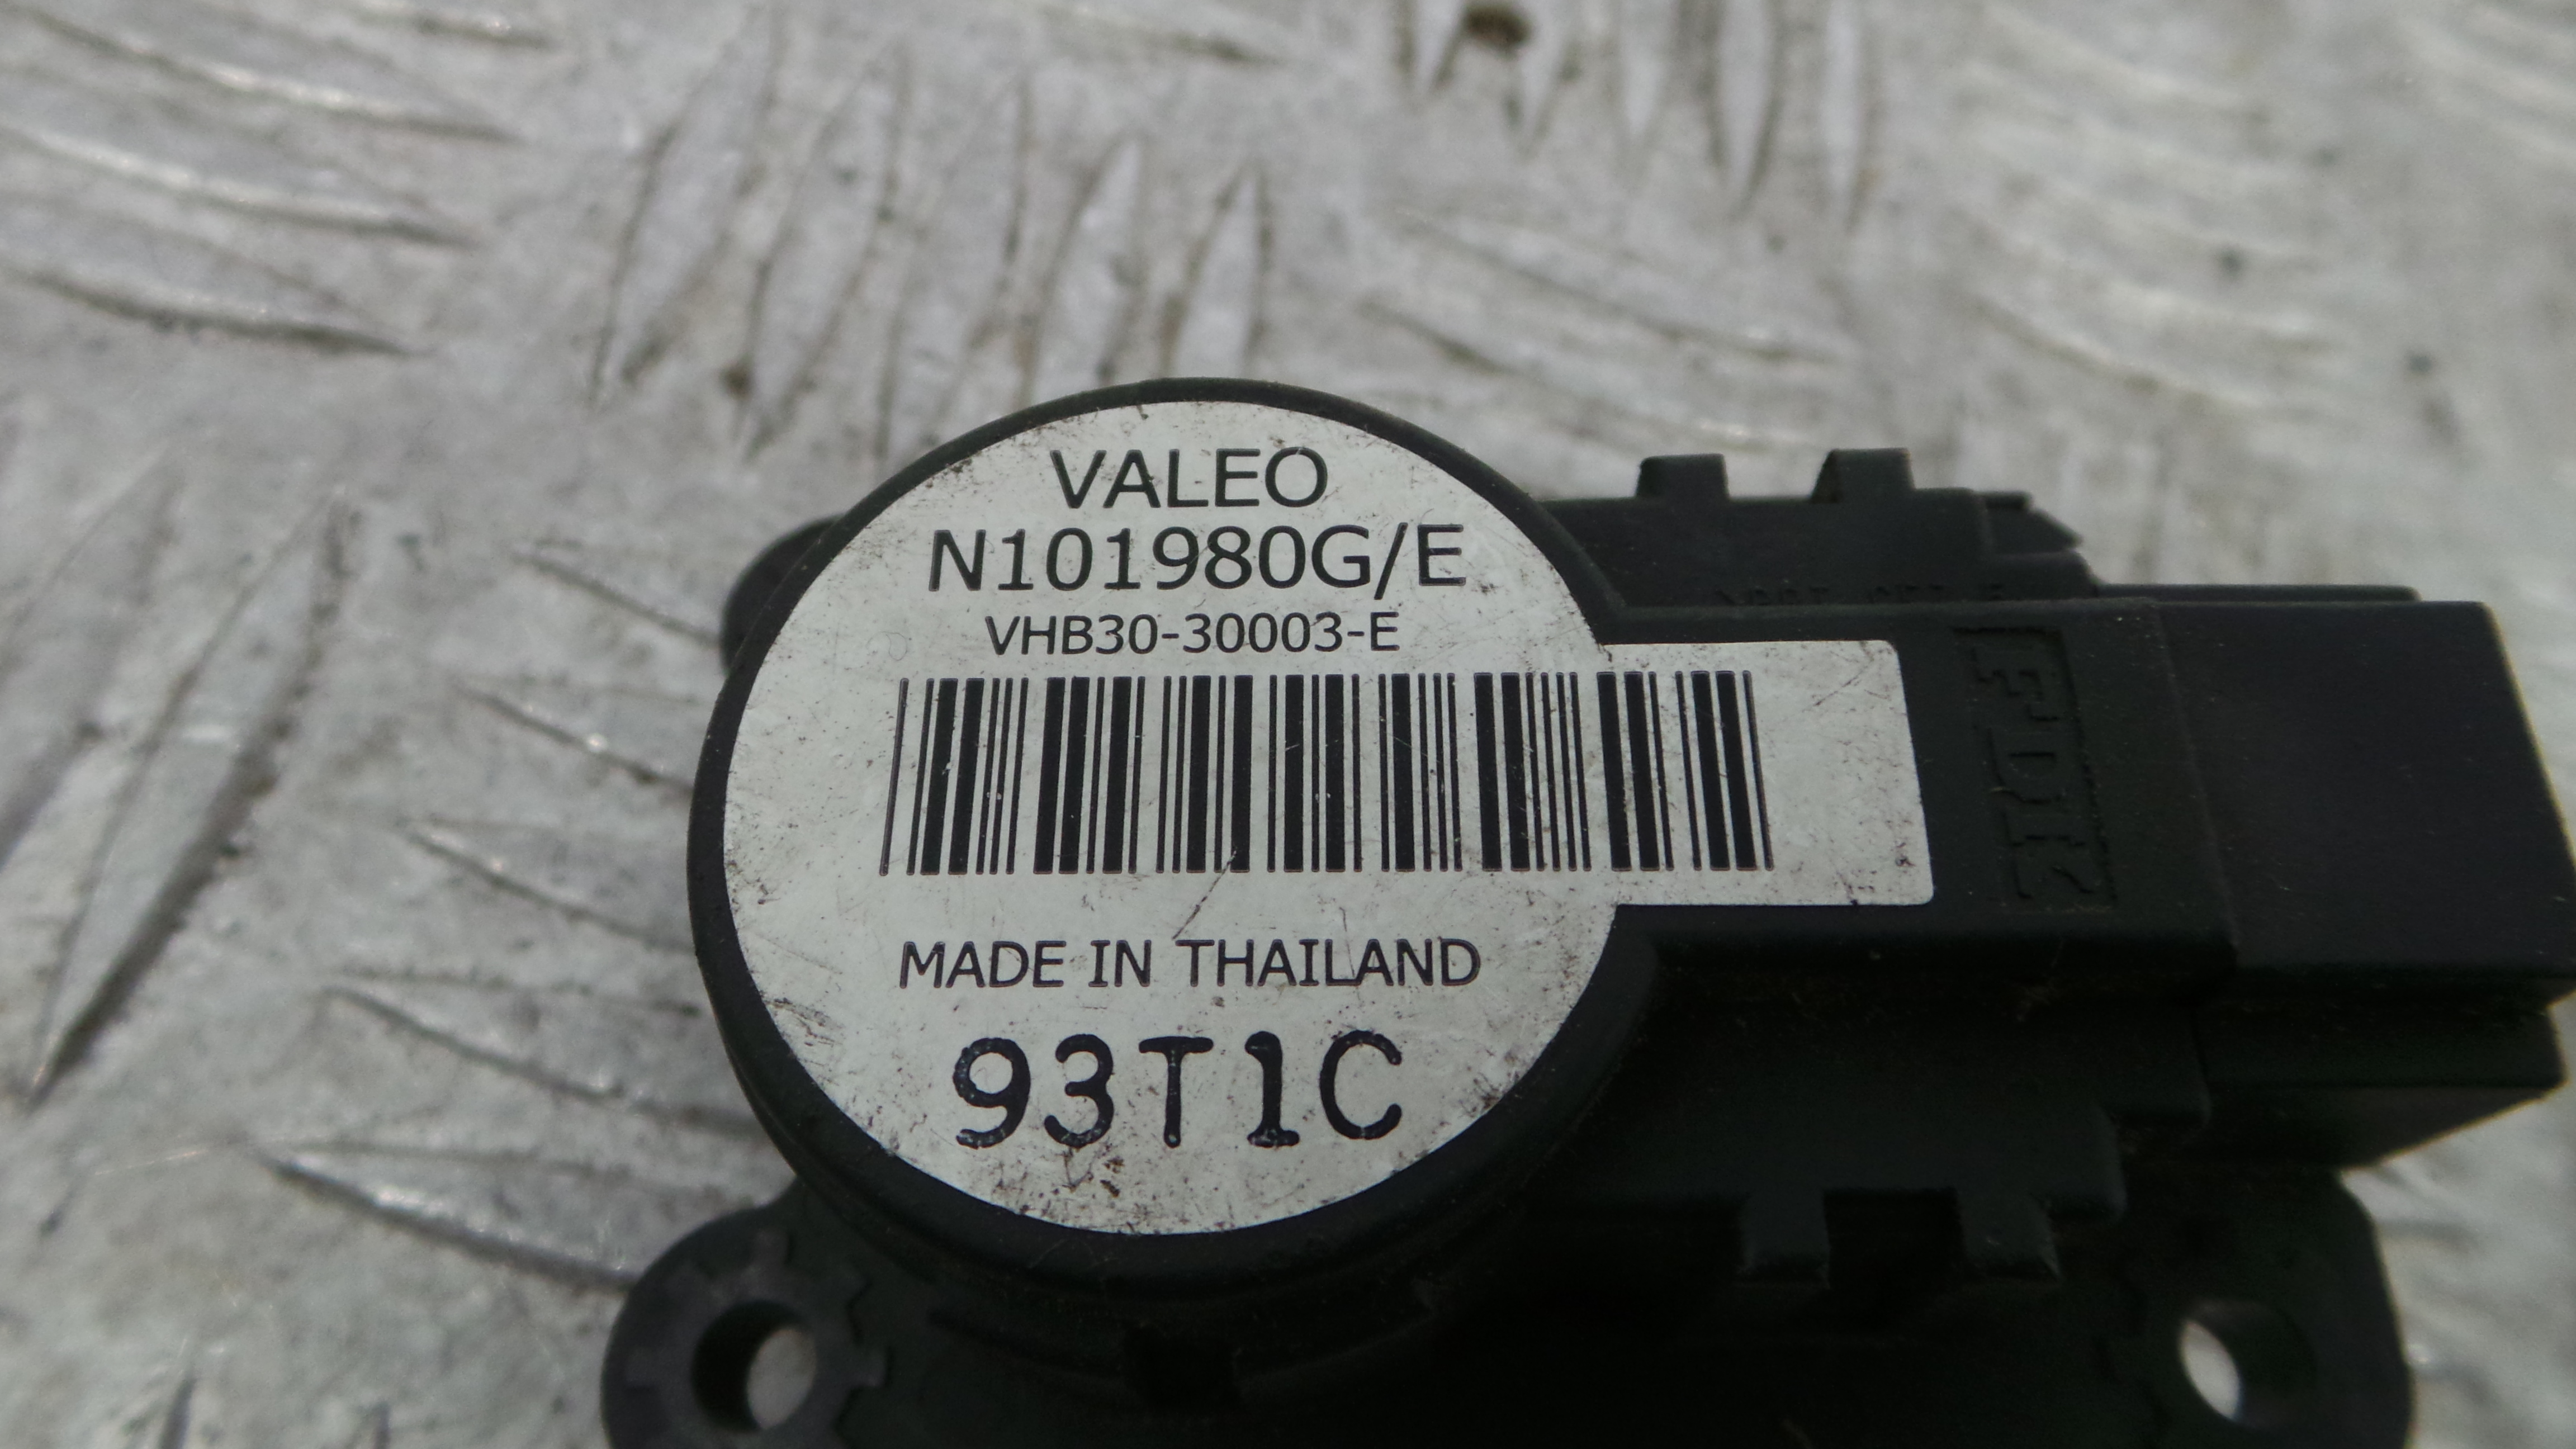 VALEO
N101980G/E
VHB30-30003-E
MADE IN THAILAND
93T1C